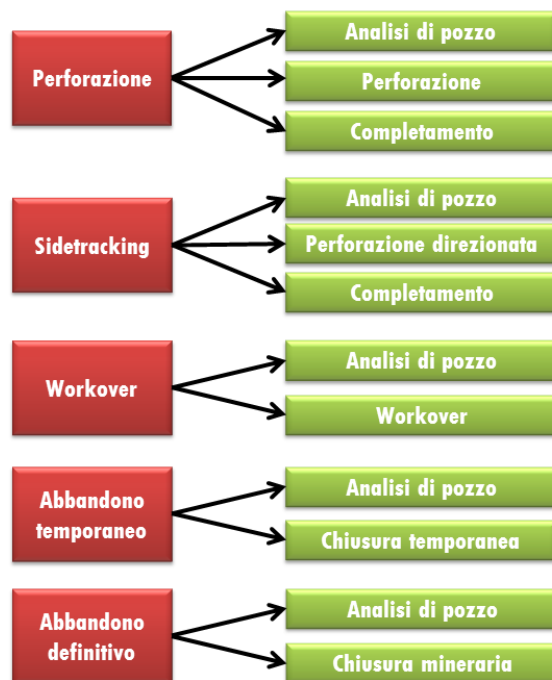 Perforazione
Analisi di pozzo
Perforazione
Completamento
Sidetracking
Analisi di pozzo
Perforazione direzionata
Completamento
Workover
Analisi di pozzo
Workover
Abbandono
temporaneo
Analisi di pozzo
Chiusura temporanea
Abbandono
definitivo
Analisi di pozzo
Chiusura mineraria